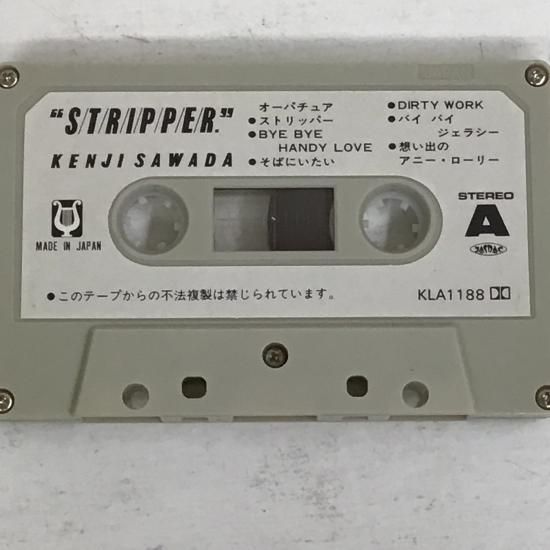 "S/T/R/I/P/P/E/R."
KENJI SAWADA
オーバチュア
●ストリッパー
●BYE BYE
HANDY LOVE
●そばにいたい
●DIRTY WORK
●バイ バイ
ジェラシー
●想い出の
アニー・ローリー
MADE IN JAPAN
STEREO
A
JASRAC
●このテープからの不法複製は禁じられています。
KLA1188